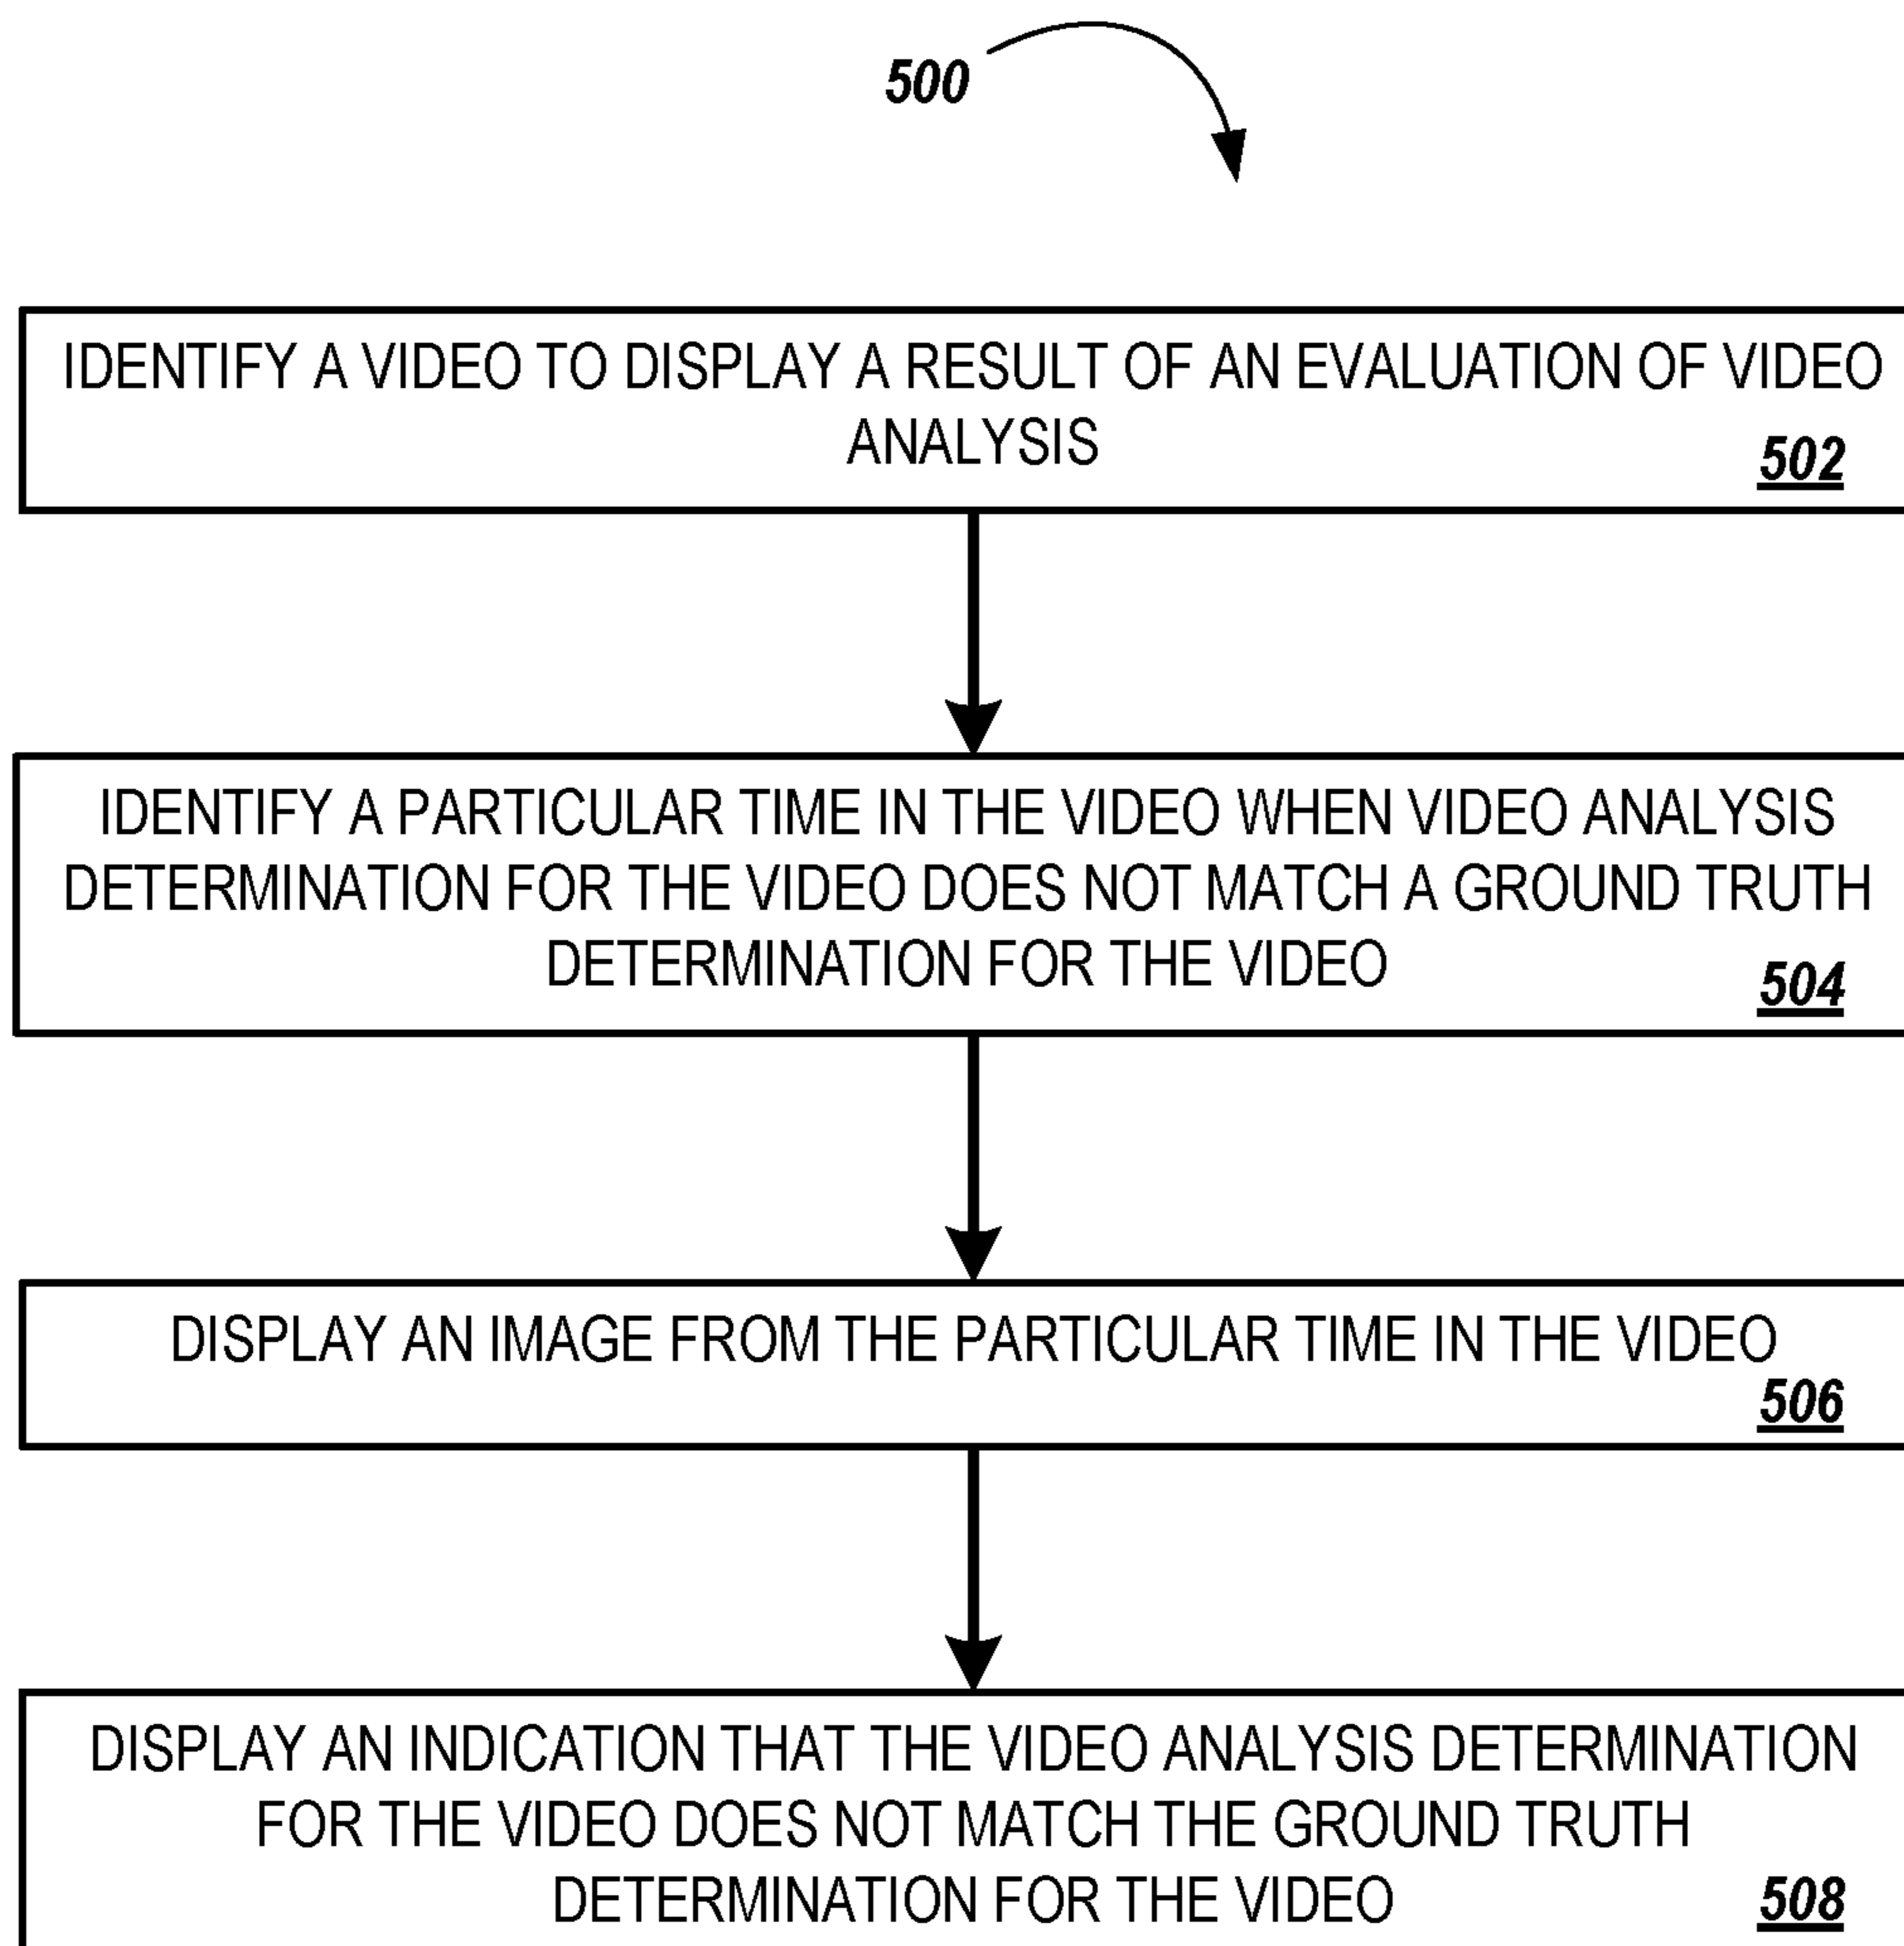 500
IDENTIFY A VIDEO TO DISPLAY A RESULT OF AN EVALUATION OF VIDEO
ANALYSIS
502
IDENTIFY A PARTICULAR TIME IN THE VIDEO WHEN VIDEO ANALYSIS
DETERMINATION FOR THE VIDEO DOES NOT MATCH A GROUND TRUTH
DETERMINATION FOR THE VIDEO
504
DISPLAY AN IMAGE FROM THE PARTICULAR TIME IN THE VIDEO
506
DISPLAY AN INDICATION THAT THE VIDEO ANALYSIS DETERMINATION
FOR THE VIDEO DOES NOT MATCH THE GROUND TRUTH
DETERMINATION FOR THE VIDEO
508